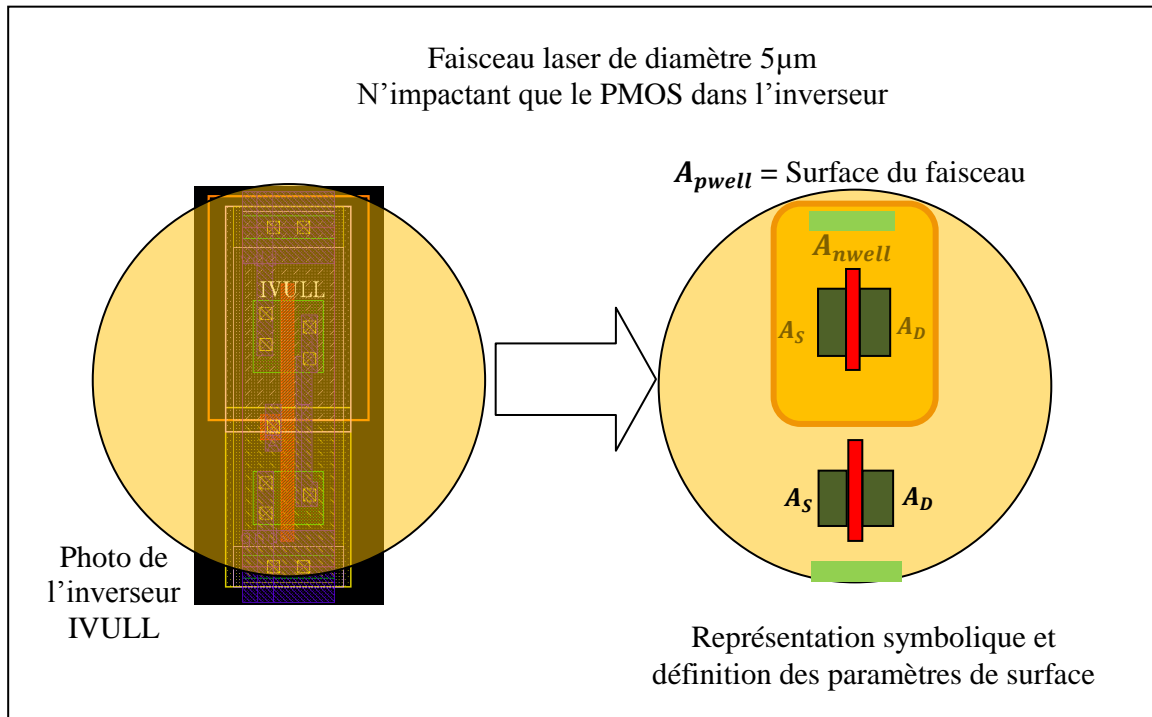 Faisceau laser de diamètre 5µm
N'impactant que le PMOS dans l'inverseur
A_pwell = Surface du faisceau
IVULL
A_nwell
A_S
A_D
A_S
A_D
Photo de
l'inverseur
IVULL
Représentation symbolique et
définition des paramètres de surface